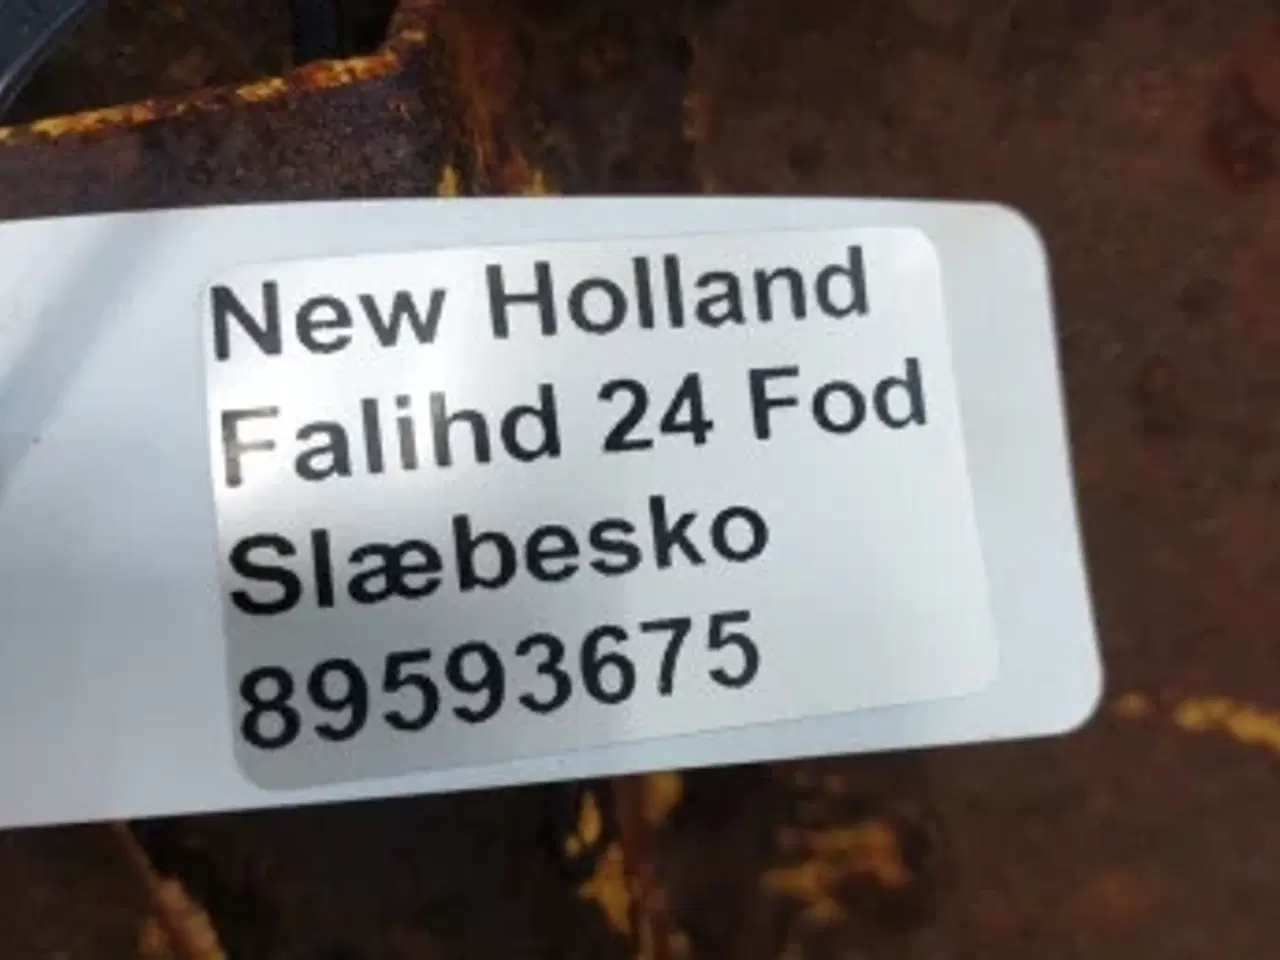 New Holland
Falihd 24 Fod
Slæbesko
89593675